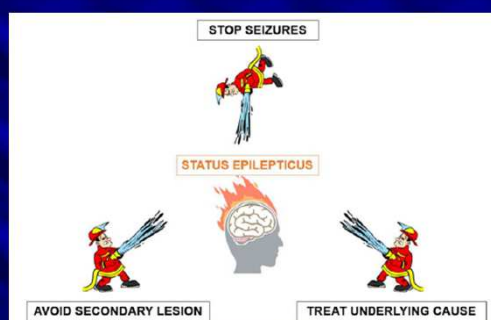 STOP SEIZURES
STATUS EPILEPTICUS
AVOID SECONDARY LESION
TREAT UNDERLYING CAUSE